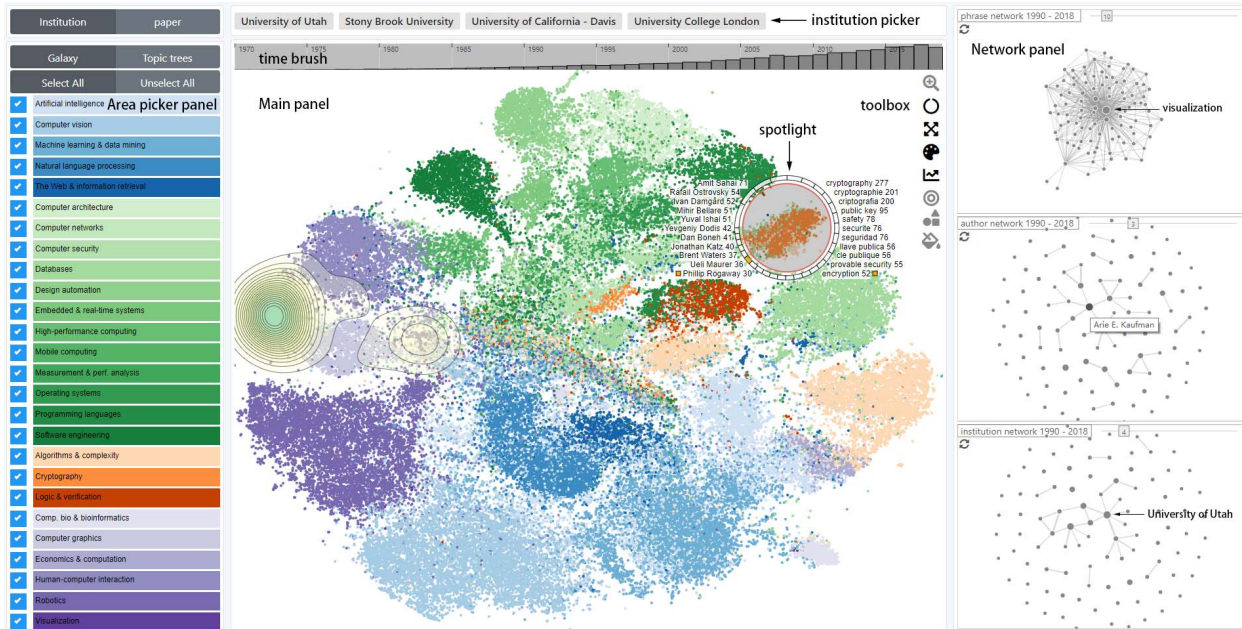 Institution paper
Galaxy Topic trees
Select All Unselect All
Artificial intelligence Area picker panel
Computer vision
Machine learning & data mining
Natural language processing
The Web & information retrieval
Computer architecture
Computer networks
Computer security
Databases
Design automation
Embedded & real-time systems
High-performance computing
Mobile computing
Measurement & perf. analysis
Operating systems
Programming languages
Software engineering
Algorithms & complexity
Cryptography
Logic & verification
Comp. bio & bioinformatics
Computer graphics
Economics & computation
Human-computer interaction
Robotics
Visualization
University of Utah Stony Brook University University of California - Davis University College London institution picker
1970 1975 1980 1985 1990 1995 2000 2005 2010 2015
time brush
Main panel
toolbox
spotlight
Amit Sahai 71
Rafail Ostrovsky 54
Ivan Damgård 52
Mihir Bellare 51
Yuval Ishai 51
Yevgeniy Dodis 42
Dan Boneh 41
Jonathan Katz 40
Brent Waters 37
Ueli Maurer 36
Phillip Rogaway 30
cryptography 277
cryptographie 201
criptografia 200
public key 95
safety 78
securite 76
seguridad 76
llave publica 56
cle publique 56
provable security 55
encryption 52
phrase network 1990 - 2018 10
Network panel
visualization
author network 1990 - 2018 3
Arie E. Kaufman
institution network 1990 - 2018 4
University of Utah